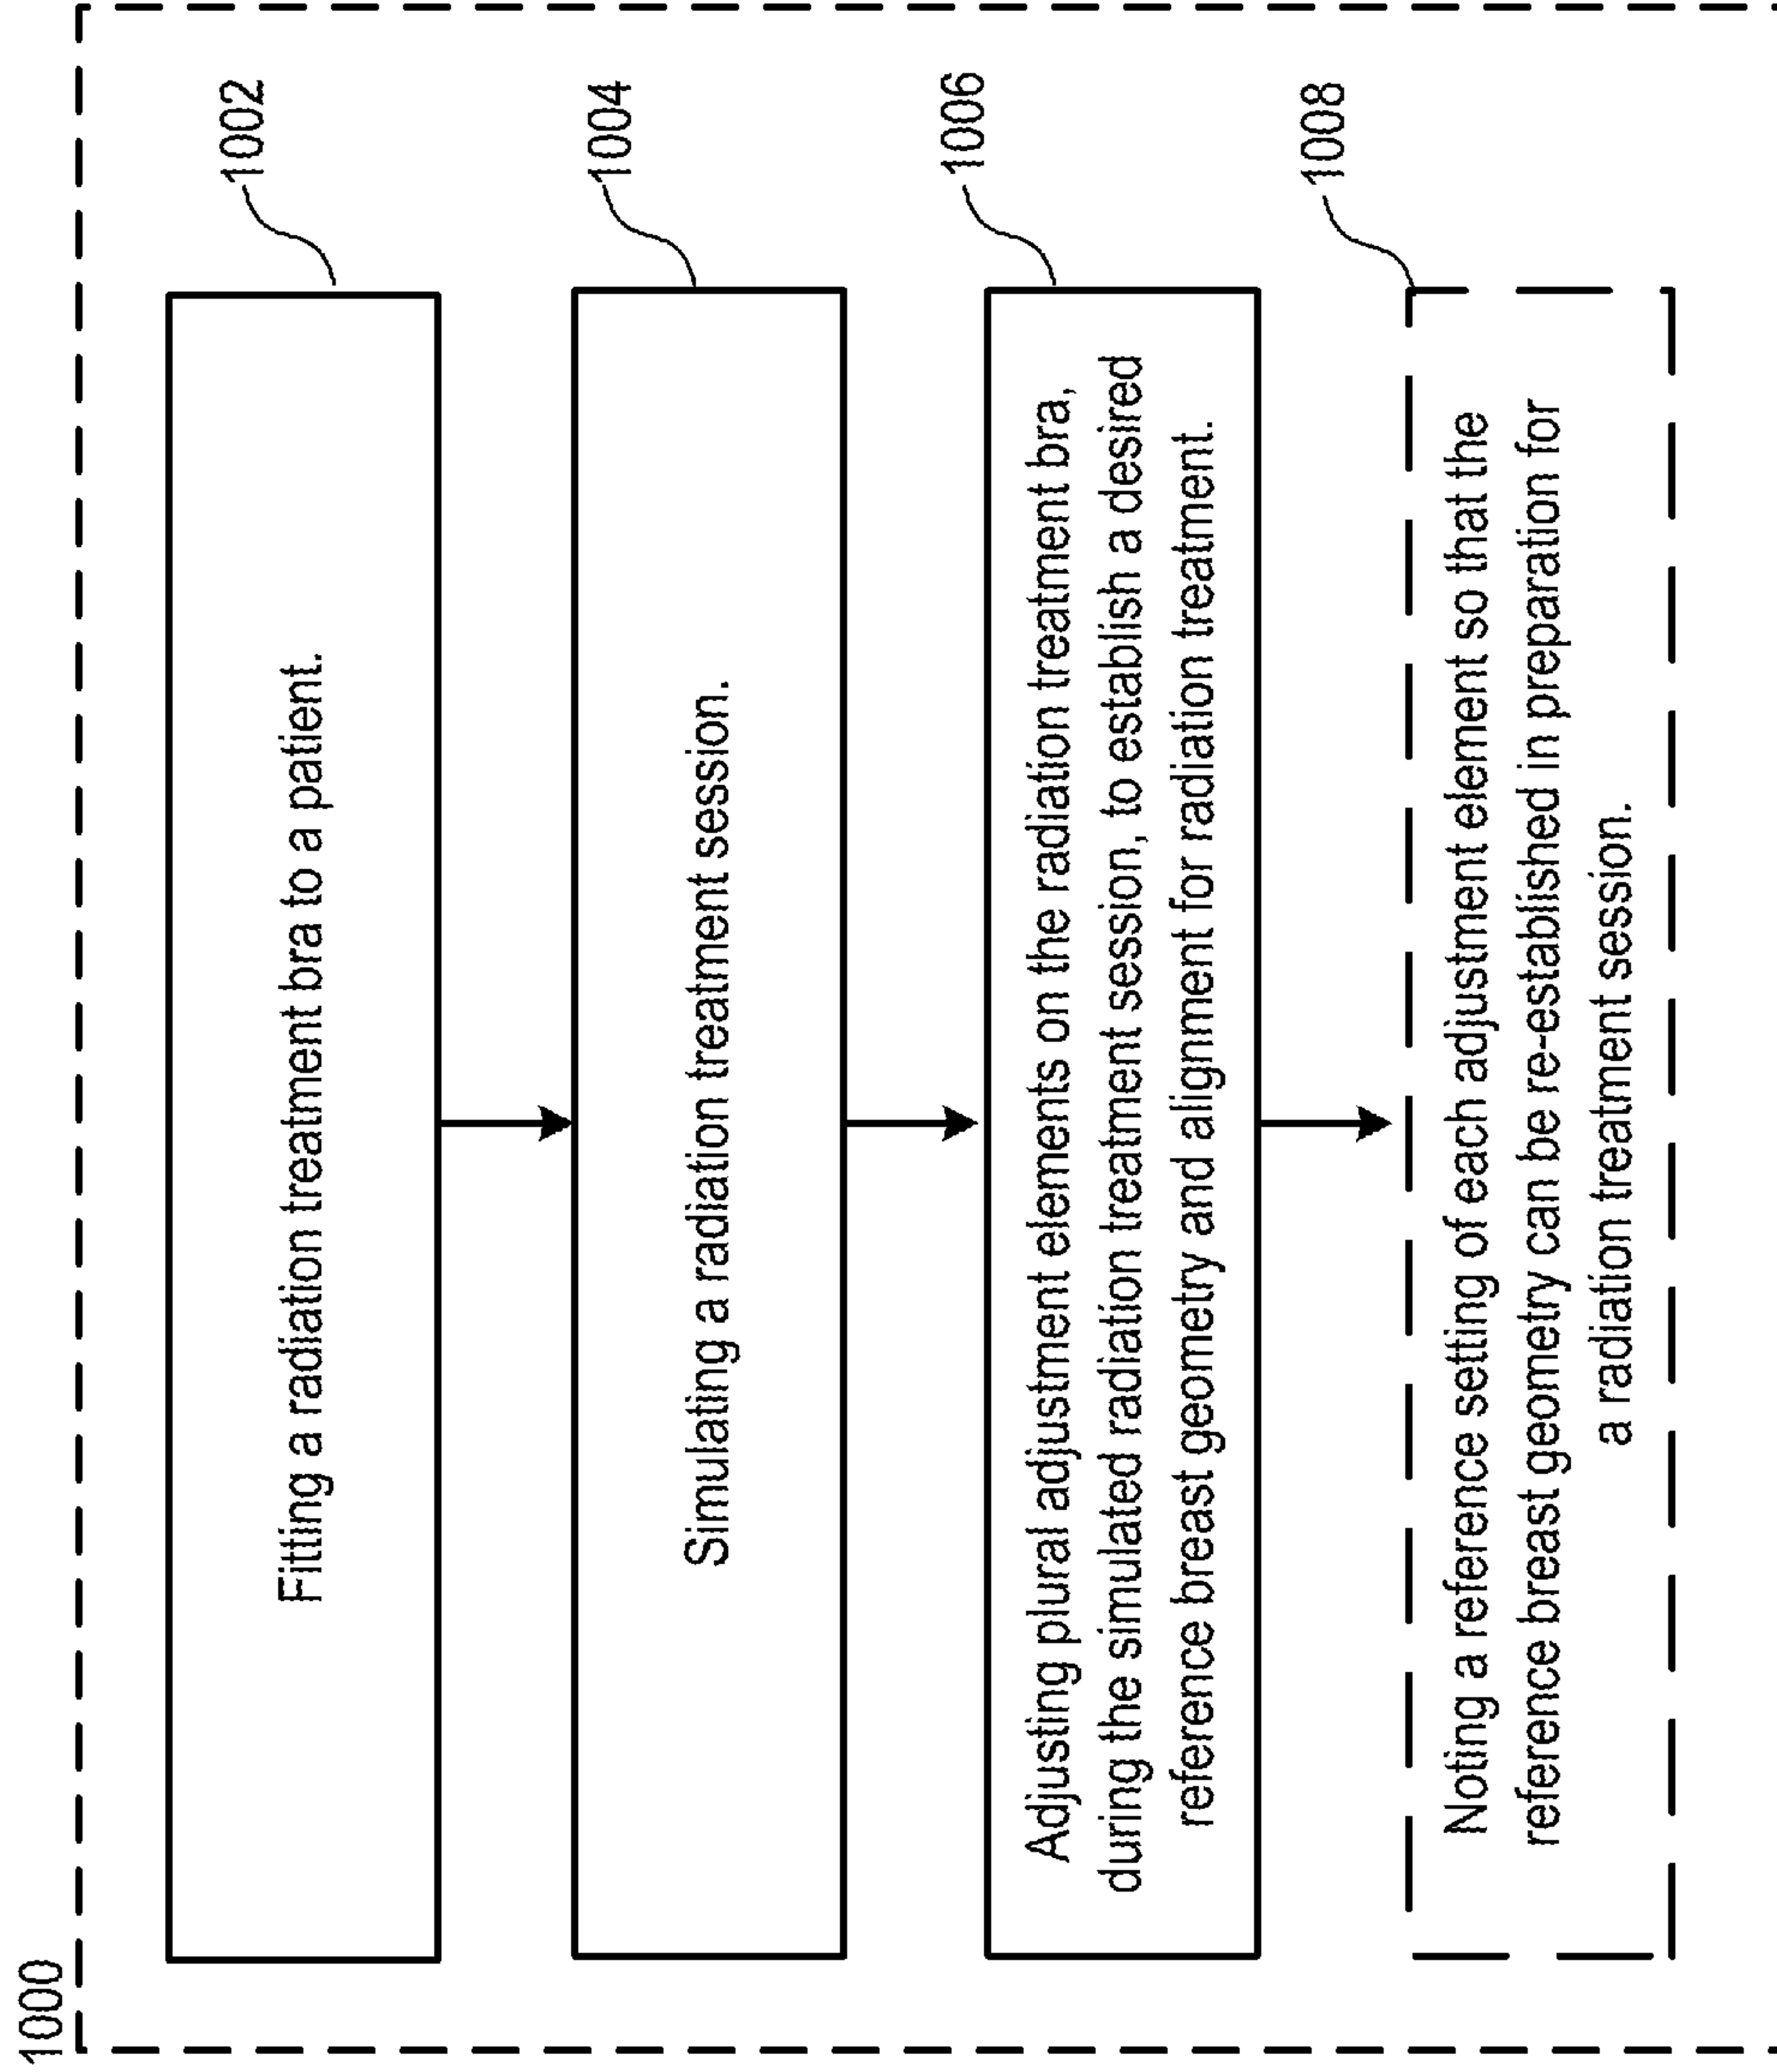 1000
1002
Fitting a radiation treatment bra to a patient.
1004
Simulating a radiation treatment session.
1006
Adjusting plural adjustment elements on the radiation treatment bra,
during the simulated radiation treatment session, to establish a desired
reference breast geometry and alignment for radiation treatment.
1008
Noting a reference setting of each adjustment element so that the
reference breast geometry can be re-established in preparation for
a radiation treatment session.